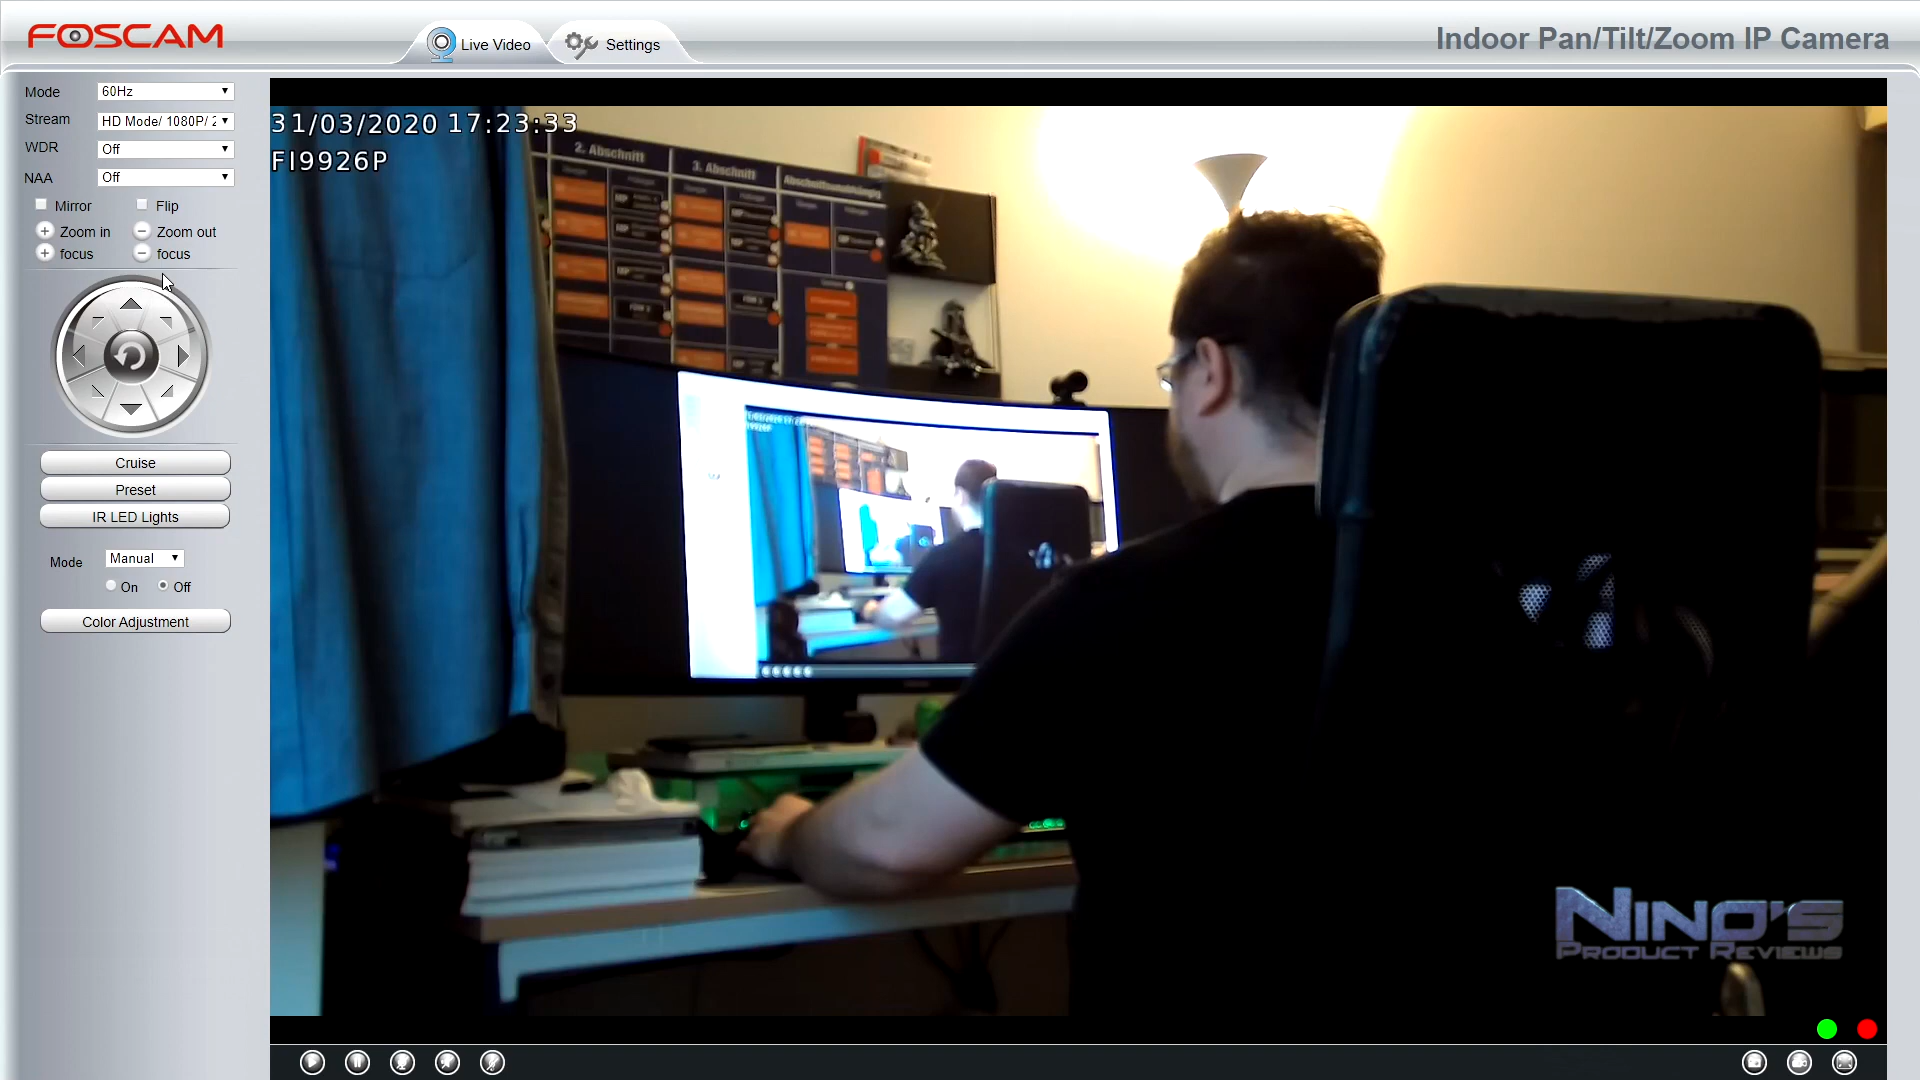 FOSCAM
Live Video
Settings
Indoor Pan/Tilt/Zoom IP Camera
Mode 60Hz
Stream HD Mode/ 1080P/ 2
WDR Off
NAA Off
Mirror Flip
Zoom in Zoom out
focus focus
Cruise
Preset
IR LED Lights
Mode Manual
On Off
Color Adjustment
31/03/2020 17:23:33
FI9926P
2. Abschnitt
3. Abschnitt
NINO'S
PRODUCT REVIEWS